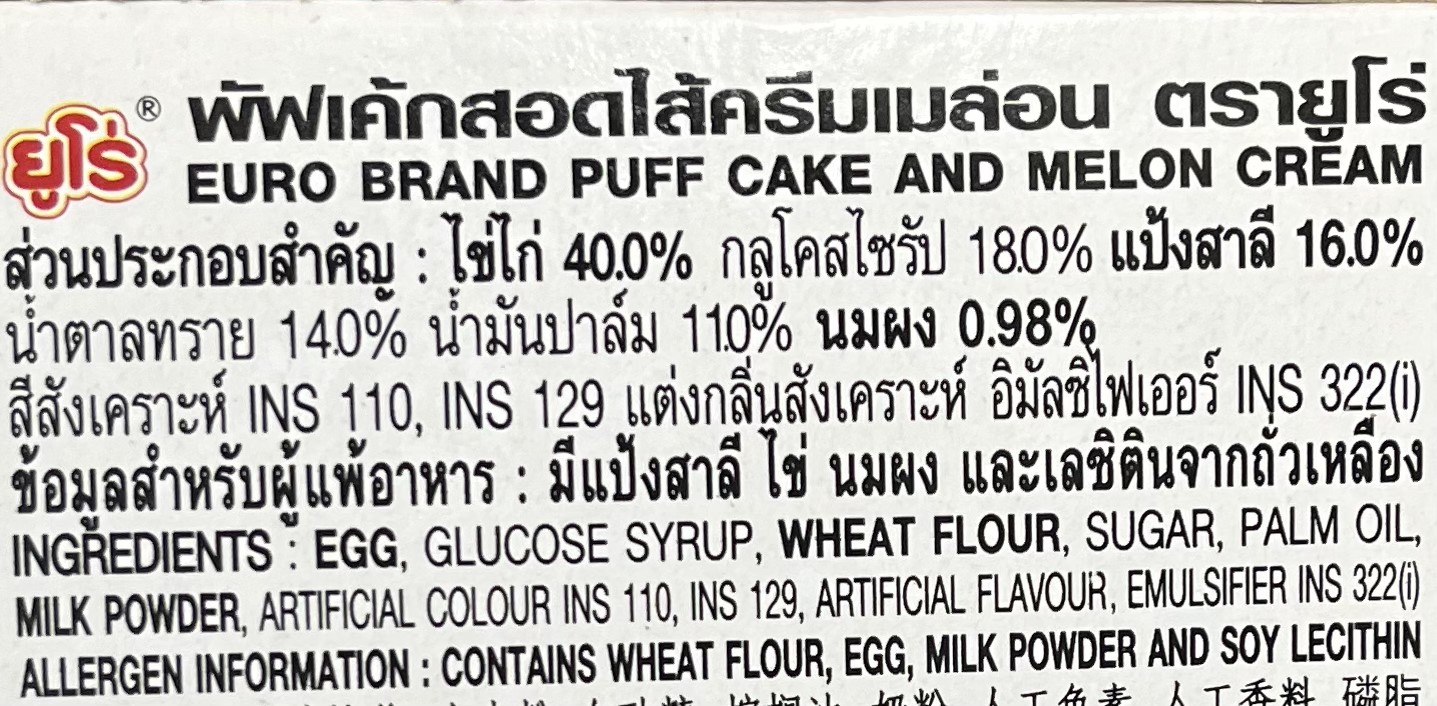 ยูโร่ ® พัฟเค้กสอดไส้ครีมเมล่อน ตรายูโร่
EURO BRAND PUFF CAKE AND MELON CREAM
ส่วนประกอบสำคัญ : ไข่ไก่ 40.0% กลูโคสไซรัป 18.0% แป้งสาลี 16.0%
น้ำตาลทราย 14.0% น้ำมันปาล์ม 11.0% นมผง 0.98%
สีสังเคราะห์ INS 110, INS 129 แต่งกลิ่นสังเคราะห์ อิมัลซิไฟเออร์ INS 322(i)
ข้อมูลสำหรับผู้แพ้อาหาร : มีแป้งสาลี ไข่ นมผง และเลซิตินจากถั่วเหลือง
INGREDIENTS : EGG, GLUCOSE SYRUP, WHEAT FLOUR, SUGAR, PALM OIL,
MILK POWDER, ARTIFICIAL COLOUR INS 110, INS 129, ARTIFICIAL FLAVOUR, EMULSIFIER INS 322(i)
ALLERGEN INFORMATION : CONTAINS WHEAT FLOUR, EGG, MILK POWDER AND SOY LECITHIN
奶粉 人工色素 人工香料 磷脂